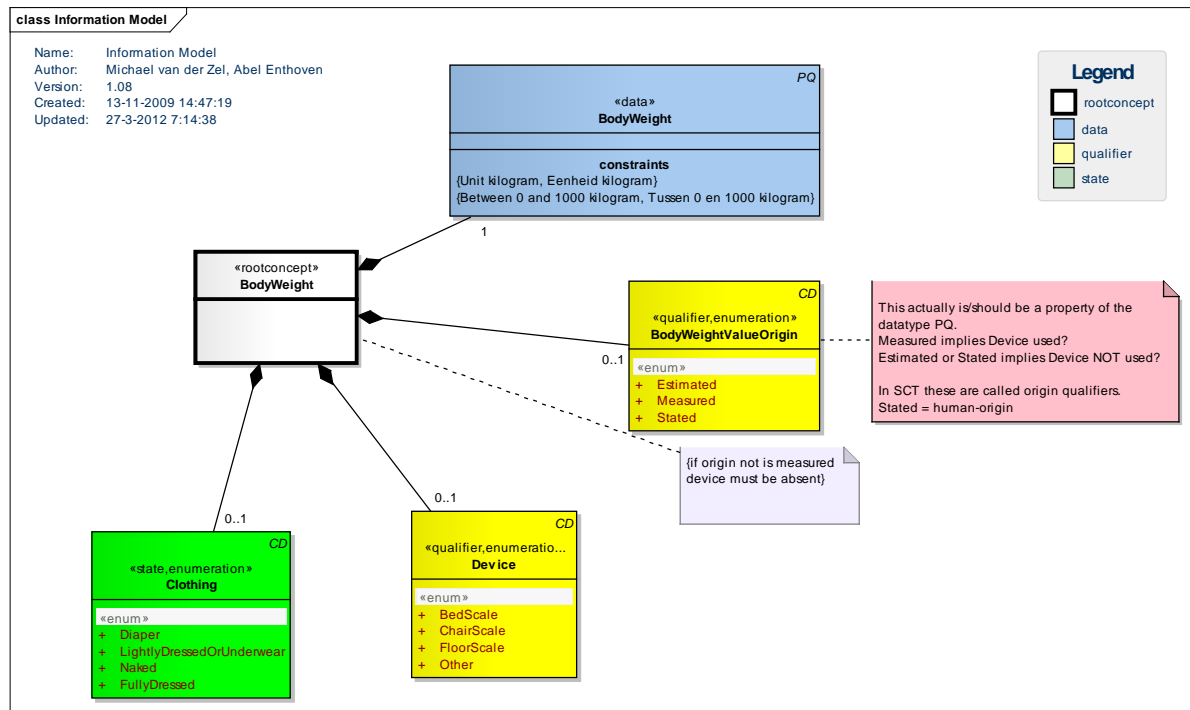 class Information Model
Name: Information Model
Author: Michael van der Zel, Abel Enthoven
Version: 1.08
Created: 13-11-2009 14:47:19
Updated: 27-3-2012 7:14:38
PQ
«data»
BodyWeight
constraints
{Unit kilogram, Eenheid kilogram}
{Between 0 and 1000 kilogram, Tussen 0 en 1000 kilogram}
Legend
rootconcept
data
qualifier
state
1
«rootconcept»
BodyWeight
CD
«qualifier,enumeration»
BodyWeightValueOrigin
«enum»
+ Estimated
+ Measured
+ Stated
0..1
This actually is/should be a property of the
datatype PQ.
Measured implies Device used?
Estimated or Stated implies Device NOT used?
In SCT these are called origin qualifiers.
Stated = human-origin
{if origin not is measured
device must be absent}
0..1
CD
«state,enumeration»
Clothing
«enum»
+ Diaper
+ LightlyDressedOrUnderwear
+ Naked
+ FullyDressed
0..1
CD
«qualifier,enumeratio...
Device
«enum»
+ BedScale
+ ChairScale
+ FloorScale
+ Other